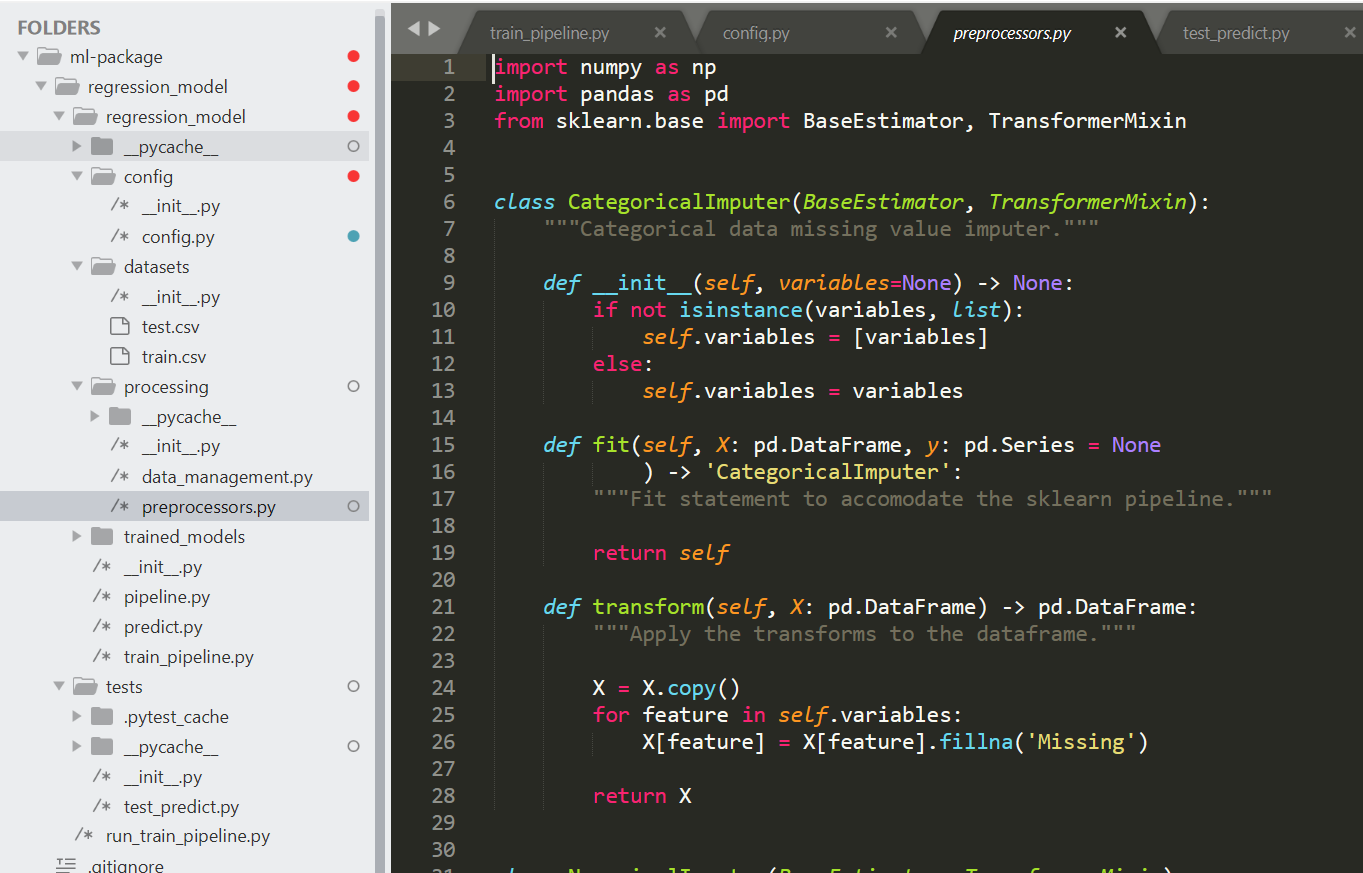 FOLDERS
ml-package
regression_model
regression_model
__pycache__
config
/* __init__.py
/* config.py
datasets
/* __init__.py
test.csv
train.csv
processing
__pycache__
/* __init__.py
/* data_management.py
/* preprocessors.py
trained_models
/* __init__.py
/* pipeline.py
/* predict.py
/* train_pipeline.py
tests
.pytest_cache
__pycache__
/* __init__.py
/* test_predict.py
/* run_train_pipeline.py
.gitignore
train_pipeline.py × config.py × preprocessors.py × test_predict.py ×
1 import numpy as np
2 import pandas as pd
3 from sklearn.base import BaseEstimator, TransformerMixin
4
5
6 class CategoricalImputer(BaseEstimator, TransformerMixin):
7     """Categorical data missing value imputer."""
8
9     def __init__(self, variables=None) -> None:
10         if not isinstance(variables, list):
11             self.variables = [variables]
12         else:
13             self.variables = variables
14
15     def fit(self, X: pd.DataFrame, y: pd.Series = None
16             ) -> 'CategoricalImputer':
17         """Fit statement to accomodate the sklearn pipeline."""
18
19         return self
20
21     def transform(self, X: pd.DataFrame) -> pd.DataFrame:
22         """Apply the transforms to the dataframe."""
23
24         X = X.copy()
25         for feature in self.variables:
26             X[feature] = X[feature].fillna('Missing')
27
28         return X
29
30
31 class NumericalImputer(BaseEstimator, TransformerMixin):